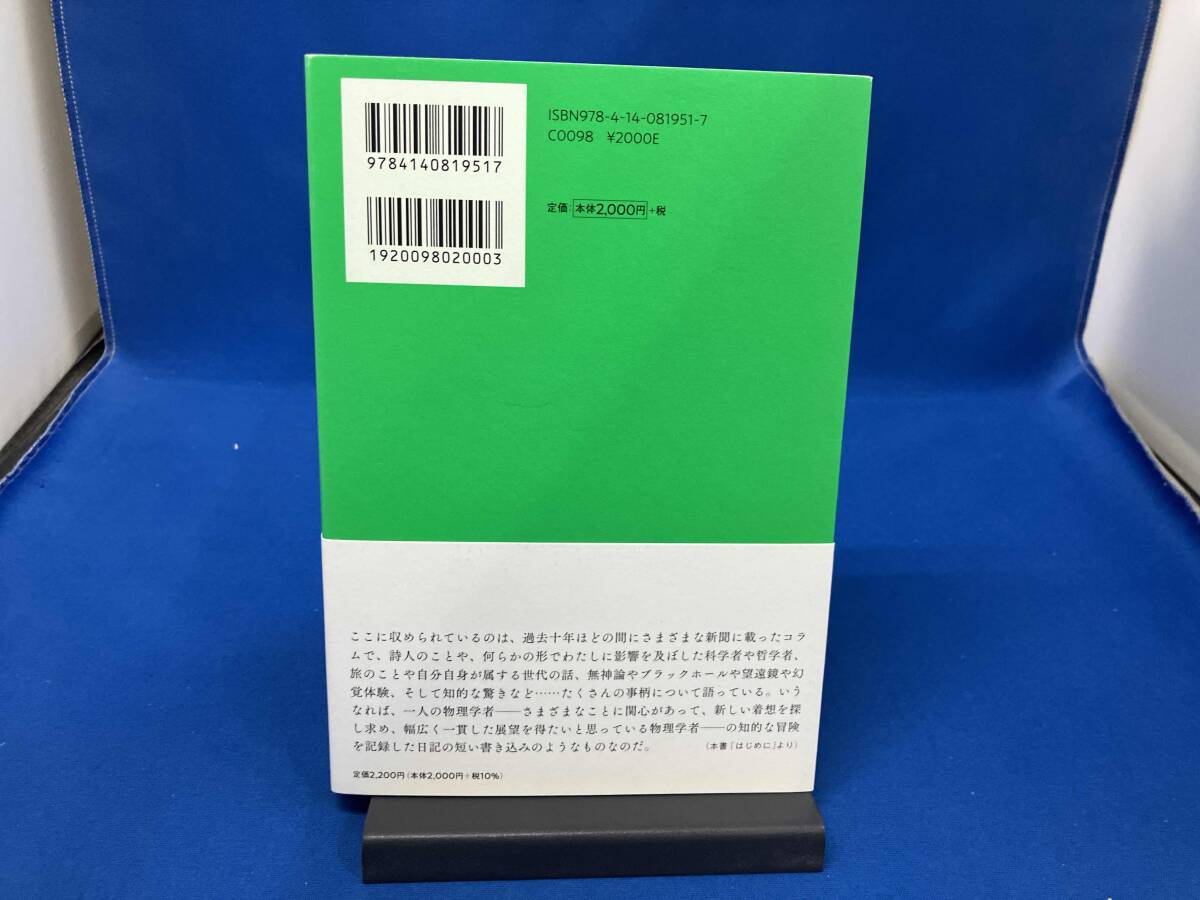 9784140819517
1920098020003
ISBN978-4-14-081951-7
C0098 ¥2000E
定価：本体2,000円+税
ここに収められているのは、過去十年ほどの間にさまざまな新聞に載ったコラ
ムで、詩人のことや、何らかの形でわたしに影響を及ぼした科学者や哲学者、
旅のことや自分自身が属する世代の話、無神論やブラックホールや望遠鏡や幻
覚体験、そして知的な驚きなど……たくさんの事柄について語っている。いう
なれば、一人の物理学者――さまざまなことに関心があって、新しい着想を探
し求め、幅広く一貫した展望を得たいと思っている物理学者――の知的な冒険
を記録した日記の短い書き込みのようなものなのだ。 （本書「はじめに」より）
定価2,200円（本体2,000円+税10%）